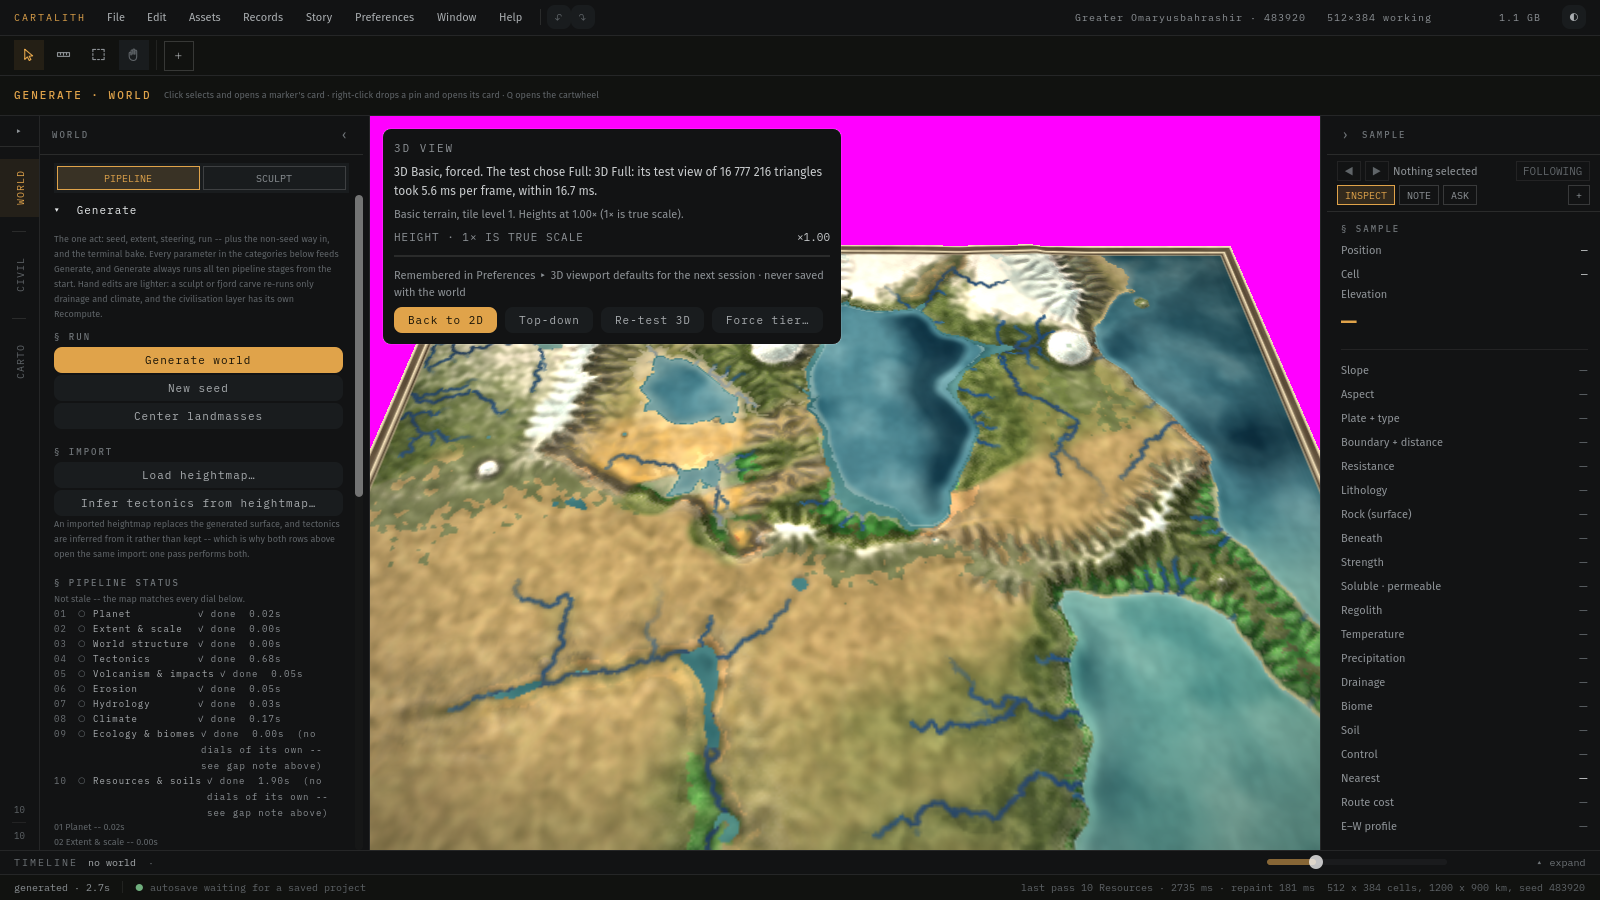 CARTALITH File Edit Assets Records Story Preferences Window Help Greater Omaryusbahrashir · 483920 512×384 working 1.1 GB
+
GENERATE · WORLD Click selects and opens a marker's card · right-click drops a pin and opens its card · Q opens the cartwheel
WORLD
CIVIL
CARTO
10
10
WORLD
PIPELINE SCULPT
Generate
The one act: seed, extent, steering, run -- plus the non-seed way in,
and the terminal bake. Every parameter in the categories below feeds
Generate, and Generate always runs all ten pipeline stages from the
start. Hand edits are lighter: a sculpt or fjord carve re-runs only
drainage and climate, and the civilisation layer has its own
Recompute.
§ RUN
Generate world
New seed
Center landmasses
§ IMPORT
Load heightmap…
Infer tectonics from heightmap…
An imported heightmap replaces the generated surface, and tectonics
are inferred from it rather than kept -- which is why both rows above
open the same import: one pass performs both.
§ PIPELINE STATUS
Not stale -- the map matches every dial below.
01 ○ Planet √ done 0.02s
02 ○ Extent & scale √ done 0.00s
03 ○ World structure √ done 0.00s
04 ○ Tectonics √ done 0.68s
05 ○ Volcanism & impacts √ done 0.05s
06 ○ Erosion √ done 0.05s
07 ○ Hydrology √ done 0.03s
08 ○ Climate √ done 0.17s
09 ○ Ecology & biomes √ done 0.00s (no
dials of its own --
see gap note above)
10 ○ Resources & soils √ done 1.90s (no
dials of its own --
see gap note above)
01 Planet -- 0.02s
02 Extent & scale -- 0.00s
3D VIEW
3D Basic, forced. The test chose Full: 3D Full: its test view of 16 777 216 triangles
took 5.6 ms per frame, within 16.7 ms.
Basic terrain, tile level 1. Heights at 1.00× (1× is true scale).
HEIGHT · 1× IS TRUE SCALE ×1.00
Remembered in Preferences ▸ 3D viewport defaults for the next session · never saved
with the world
Back to 2D Top-down Re-test 3D Force tier…
SAMPLE
Nothing selected FOLLOWING
INSPECT NOTE ASK +
§ SAMPLE
Position —
Cell —
Elevation
—
Slope —
Aspect —
Plate + type —
Boundary + distance —
Resistance —
Lithology —
Rock (surface) —
Beneath —
Strength —
Soluble · permeable —
Regolith —
Temperature —
Precipitation —
Drainage —
Biome —
Soil —
Control —
Nearest —
Route cost —
E–W profile —
TIMELINE no world · expand
generated · 2.7s autosave waiting for a saved project last pass 10 Resources · 2735 ms · repaint 181 ms 512 x 384 cells, 1200 x 900 km, seed 483920